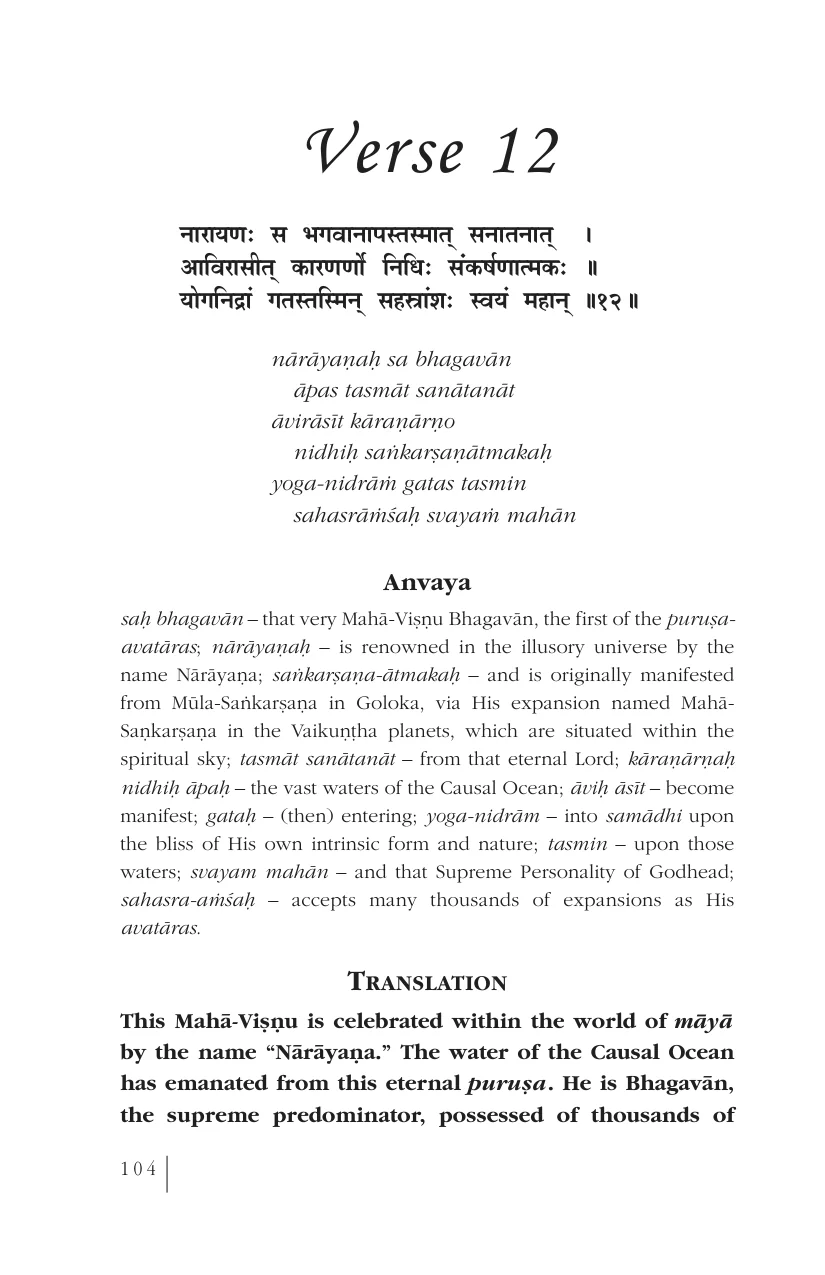 Verse 12
नारायणः स भगवानापस्तस्मात् सनातनात् ।
आविरासीत् कारणर्णो निधिः संकर्षणात्मकः ॥
योगनिद्रां गतस्तस्मिन् सहस्रांशः स्वयं महान् ॥१२॥
nārāyaṇaḥ sa bhagavān
āpas tasmāt sanātanāt
āvirāsīt kāraṇārṇo
nidhiḥ saṅkarṣaṇātmakaḥ
yoga-nidrāṁ gatas tasmin
sahasrāṁśaḥ svayaṁ mahān
Anvaya
saḥ bhagavān – that very Mahā-Viṣṇu Bhagavān, the first of the puruṣa-
avatāras; nārāyaṇaḥ – is renowned in the illusory universe by the
name Nārāyaṇa; saṅkarṣaṇa-ātmakaḥ – and is originally manifested
from Mūla-Saṅkarṣaṇa in Goloka, via His expansion named Mahā-
Saṇkarṣaṇa in the Vaikuṇṭha planets, which are situated within the
spiritual sky; tasmāt sanātanāt – from that eternal Lord; kāraṇārṇaḥ
nidhiḥ āpaḥ – the vast waters of the Causal Ocean; āviḥ āsīt – become
manifest; gataḥ – (then) entering; yoga-nidrām – into samādhi upon
the bliss of His own intrinsic form and nature; tasmin – upon those
waters; svayam mahān – and that Supreme Personality of Godhead;
sahasra-aṁśaḥ – accepts many thousands of expansions as His
avatāras.
TRANSLATION
This Mahā-Viṣṇu is celebrated within the world of māyā
by the name “Nārāyaṇa.” The water of the Causal Ocean
has emanated from this eternal puruṣa. He is Bhagavān,
the supreme predominator, possessed of thousands of
104